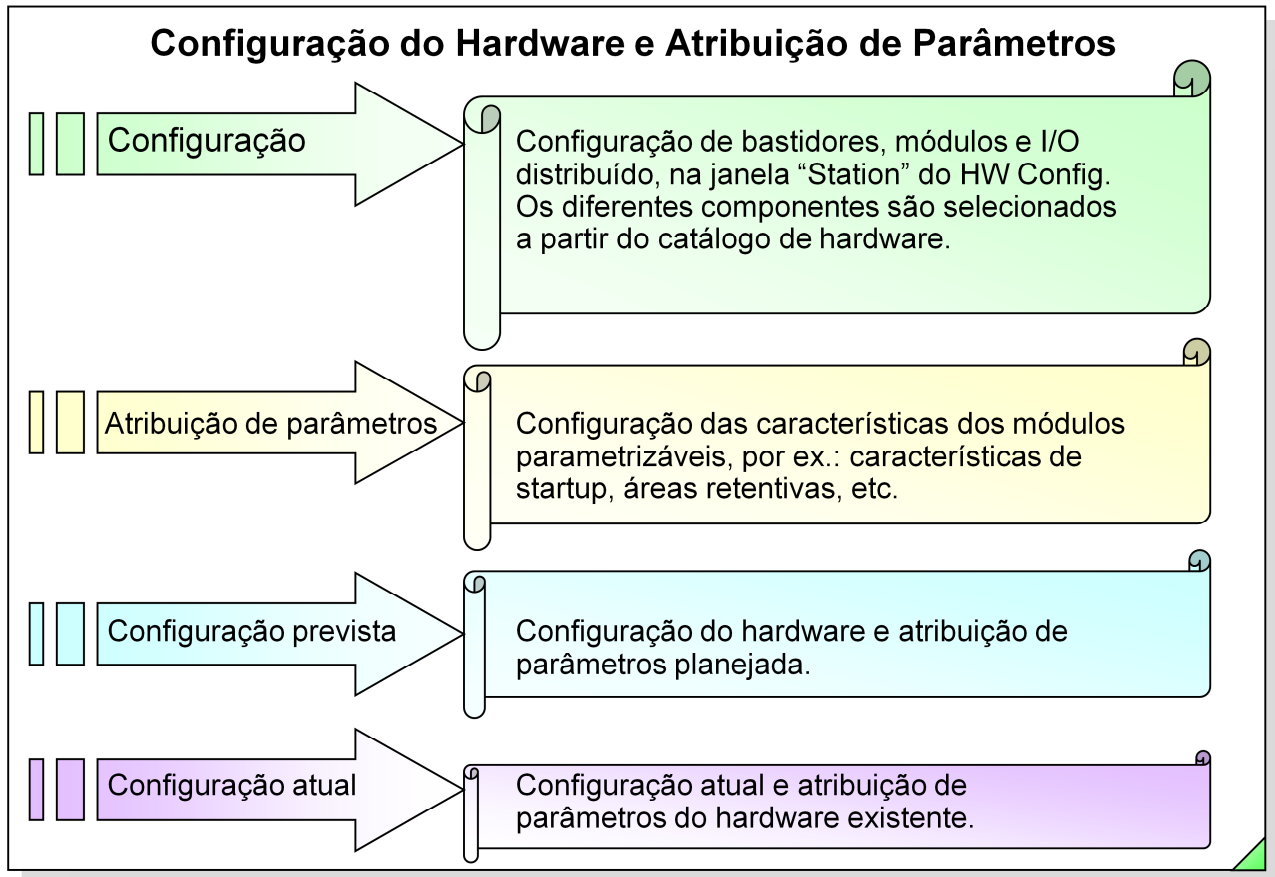 Configuração do Hardware e Atribuição de Parâmetros
Configuração
Configuração de bastidores, módulos e I/O
distribuído, na janela “Station” do HW Config.
Os diferentes componentes são selecionados
a partir do catálogo de hardware.
Atribuição de parâmetros
Configuração das características dos módulos
parametrizáveis, por ex.: características de
startup, áreas retentivas, etc.
Configuração prevista
Configuração do hardware e atribuição de
parâmetros planejada.
Configuração atual
Configuração atual e atribuição de
parâmetros do hardware existente.